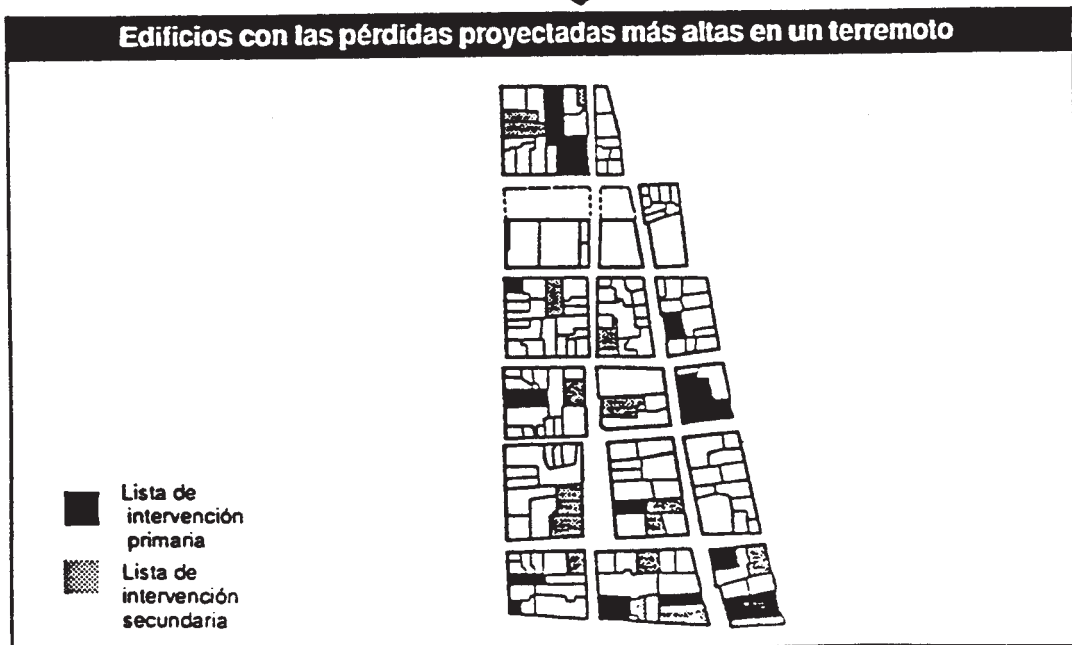 Edificios con las pérdidas proyectadas más altas en un terremoto
Lista de
intervención
primaria
Lista de
intervención
secundaria